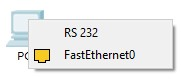 RS 232
FastEthernet0
PC